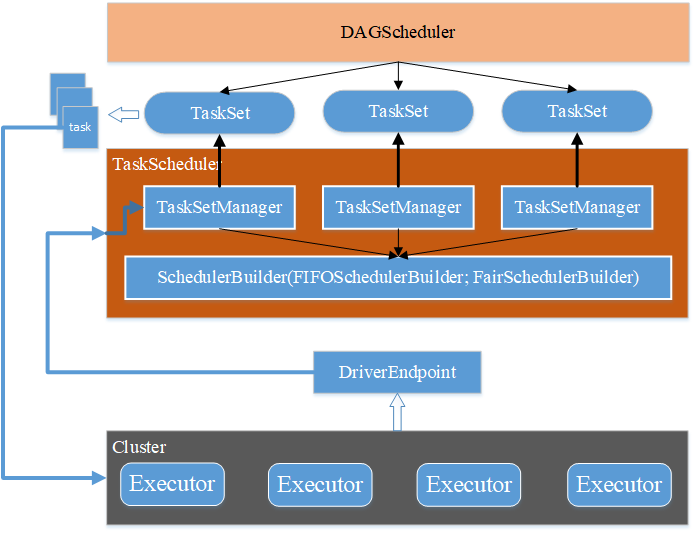 DAGScheduler
TaskSet
TaskSet
TaskSet
task
TaskScheduler
TaskSetManager
TaskSetManager
TaskSetManager
SchedulerBuilder(FIFOSchedulerBuilder; FairSchedulerBuilder)
DriverEndpoint
Cluster
Executor
Executor
Executor
Executor